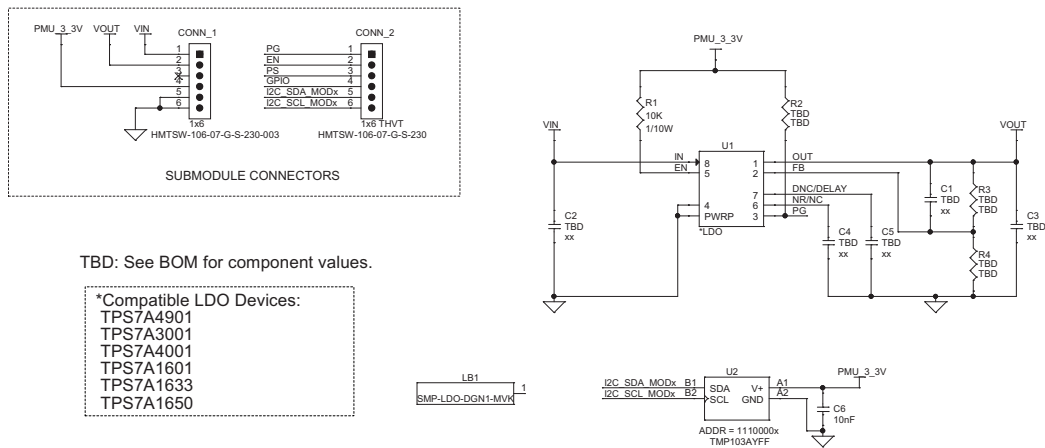 PMU_3_3V VOUT VIN CONN_1
1
2
3
4
5
6
1x6
HMTSW-106-07-G-S-230-003
CONN_2
PG 1
EN 2
PS 3
GPIO 4
I2C_SDA_MODx 5
I2C_SCL_MODx 6
1x6 THVT
HMTSW-106-07-G-S-230
SUBMODULE CONNECTORS
TBD: See BOM for component values.
*Compatible LDO Devices:
TPS7A4901
TPS7A3001
TPS7A4001
TPS7A1601
TPS7A1633
TPS7A1650
PMU_3_3V
R1
10K
1/10W
R2
TBD
TBD
VIN
VOUT
U1
IN 8 1 OUT
EN 5 2 FB
7 DNC/DELAY
4 6 NR/NC
PWRP 3 PG
*LDO
C2
TBD
xx
C4
TBD
xx
C5
TBD
xx
C1
TBD
xx
R3
TBD
TBD
C3
TBD
xx
R4
TBD
TBD
LB1
SMP-LDO-DGN1-MVK 1
U2
I2C_SDA_MODx B1 SDA V+ A1
I2C_SCL_MODx B2 SCL GND A2
ADDR = 1110000x
TMP103AYFF
PMU_3_3V
C6
10nF